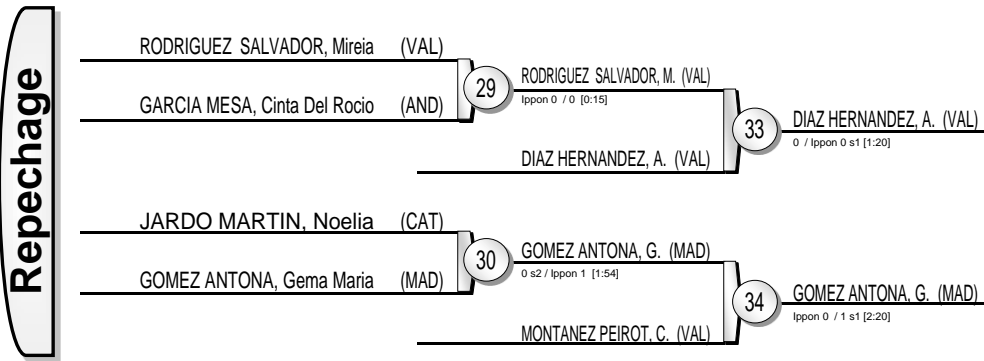 Repechage
RODRIGUEZ SALVADOR, Mireia (VAL)
GARCIA MESA, Cinta Del Rocio (AND)
29
RODRIGUEZ SALVADOR, M. (VAL)
Ippon 0 / 0 [0:15]
DIAZ HERNANDEZ, A. (VAL)
33
DIAZ HERNANDEZ, A. (VAL)
0 / Ippon 0 s1 [1:20]
JARDO MARTIN, Noelia (CAT)
GOMEZ ANTONA, Gema Maria (MAD)
30
GOMEZ ANTONA, G. (MAD)
0 s2 / Ippon 1 [1:54]
MONTANEZ PEIROT, C. (VAL)
34
GOMEZ ANTONA, G. (MAD)
Ippon 0 / 1 s1 [2:20]